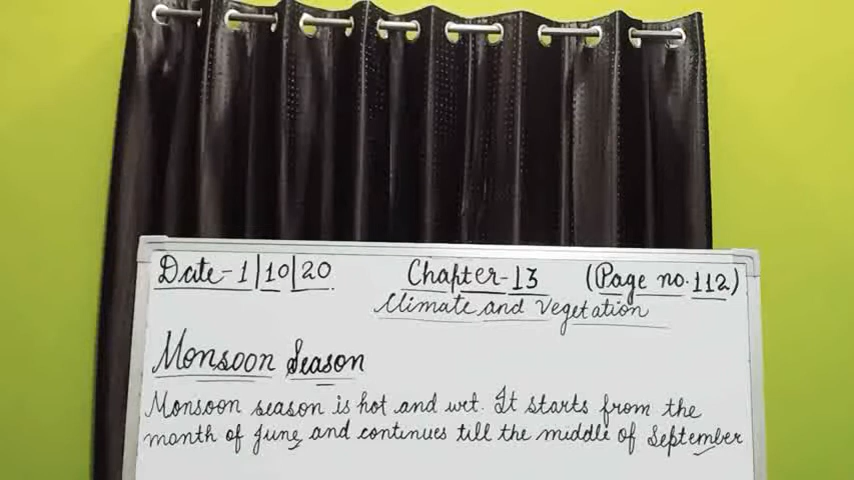 Date-1|10|20 Chapter-13 (Page no. 112)
Climate and Vegetation
Monsoon Season
Monsoon season is hot and wet. It starts from the
month of June and continues till the middle of September